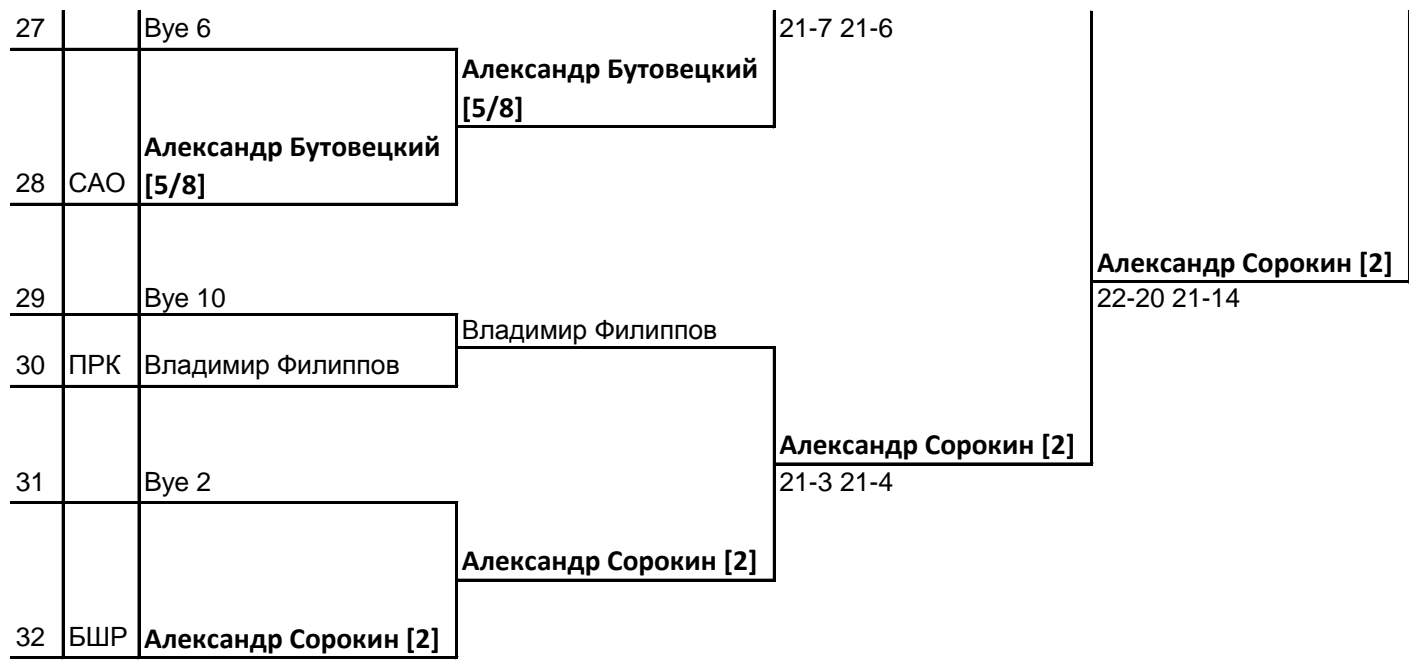 27 Bye 6 21-7 21-6
Александр Бутовецкий
[5/8]
Александр Бутовецкий
28 САО [5/8]
Александр Сорокин [2]
29 Bye 10 22-20 21-14
Владимир Филиппов
30 ПРК Владимир Филиппов
Александр Сорокин [2]
31 Bye 2 21-3 21-4
Александр Сорокин [2]
32 БШР Александр Сорокин [2]